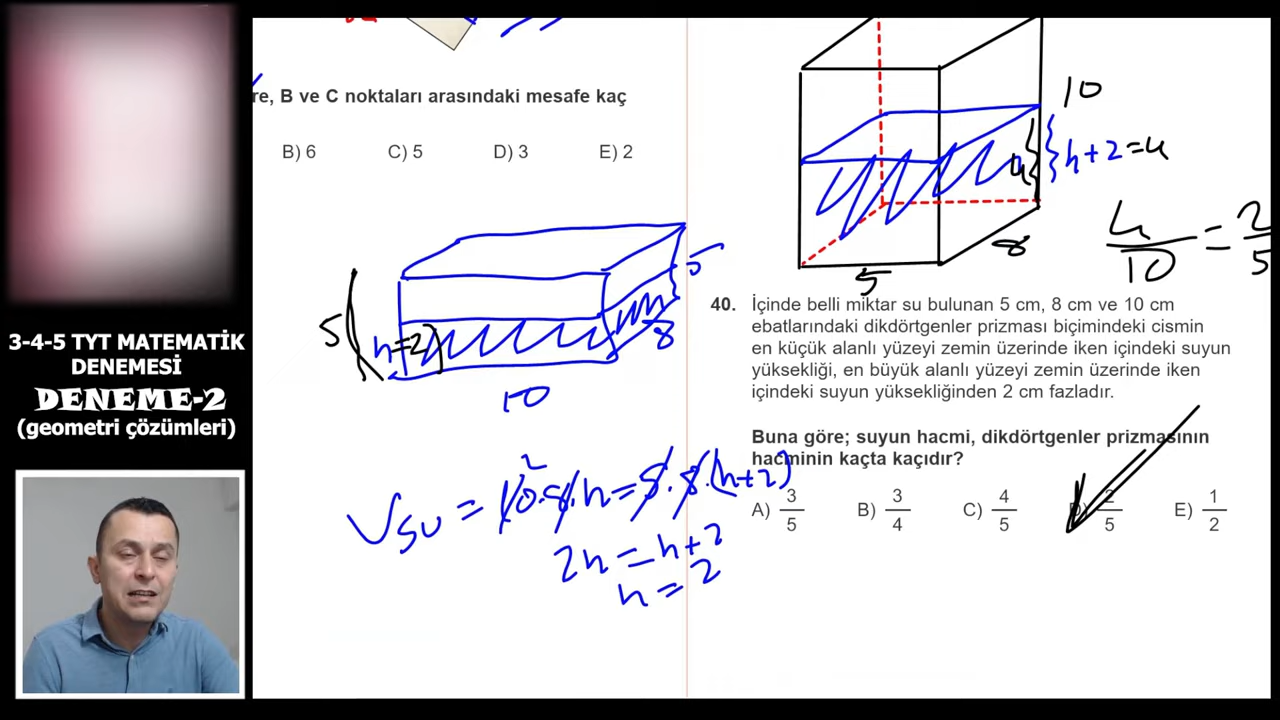 3-4-5 TYT MATEMATİK
DENEMESİ
DENEME-2
(geometri çözümleri)
re, B ve C noktaları arasındaki mesafe kaç
B) 6 C) 5 D) 3 E) 2
5
h=2
10
8
5
V su = 10.8.h = 5.8.(h+2)
2
2h = h+2
h = 2
10
h+2=4
4
5
8
4/10 = 2/5
40. İçinde belli miktar su bulunan 5 cm, 8 cm ve 10 cm
ebatlarındaki dikdörtgenler prizması biçimindeki cismin
en küçük alanlı yüzeyi zemin üzerinde iken içindeki suyun
yüksekliği, en büyük alanlı yüzeyi zemin üzerinde iken
içindeki suyun yüksekliğinden 2 cm fazladır.
Buna göre; suyun hacmi, dikdörtgenler prizmasının
hacminin kaçta kaçıdır?
A) 3/5 B) 3/4 C) 4/5 D) 2/5 E) 1/2